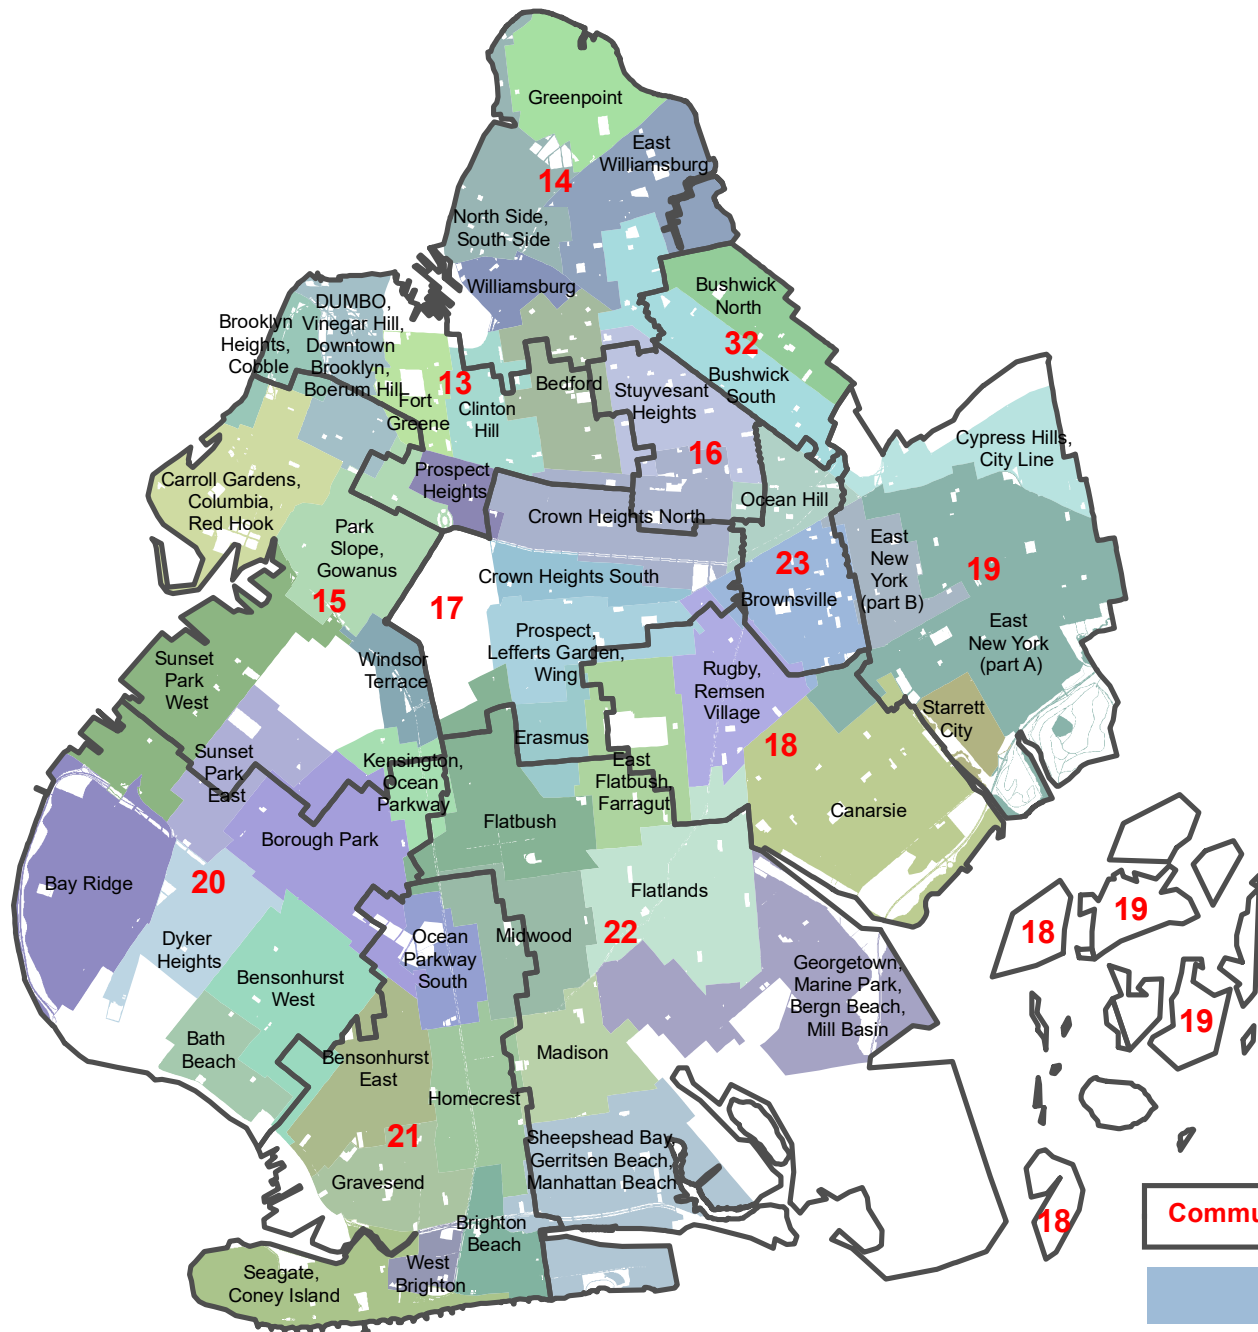 Greenpoint
East
Williamsburg
14
North Side,
South Side
Williamsburg
Bushwick
North
32
Bushwick
South
DUMBO,
Vinegar Hill,
Downtown
Brooklyn,
Boerum Hill
Brooklyn
Heights,
Cobble
13
Fort
Greene
Clinton
Hill
Bedford
Stuyvesant
Heights
16
Cypress Hills,
City Line
Carroll Gardens,
Columbia,
Red Hook
Prospect
Heights
Crown Heights North
Ocean Hill
Park
Slope,
Gowanus
15
17
Crown Heights South
23
Brownsville
East
New
York
(part B)
19
East
New York
(part A)
Prospect,
Lefferts Garden,
Wing
Rugby,
Remsen
Village
Sunset
Park
West
Windsor
Terrace
Starrett
City
Sunset
Park
East
Kensington,
Ocean
Parkway
Erasmus
East
Flatbush
Farragut
18
Canarsie
Borough Park
Flatbush
Bay Ridge
20
Flatlands
Dyker
Heights
Ocean
Parkway
South
Midwood
22
Bensonhurst
West
Georgetown,
Marine Park,
Bergn Beach,
Mill Basin
18
19
19
Bath
Beach
Bensonhurst
East
Madison
Homecrest
21
Gravesend
Sheepshead Bay,
Gerritsen Beach,
Manhattan Beach
Brighton
Beach
West
Brighton
Seagate,
Coney Island
18